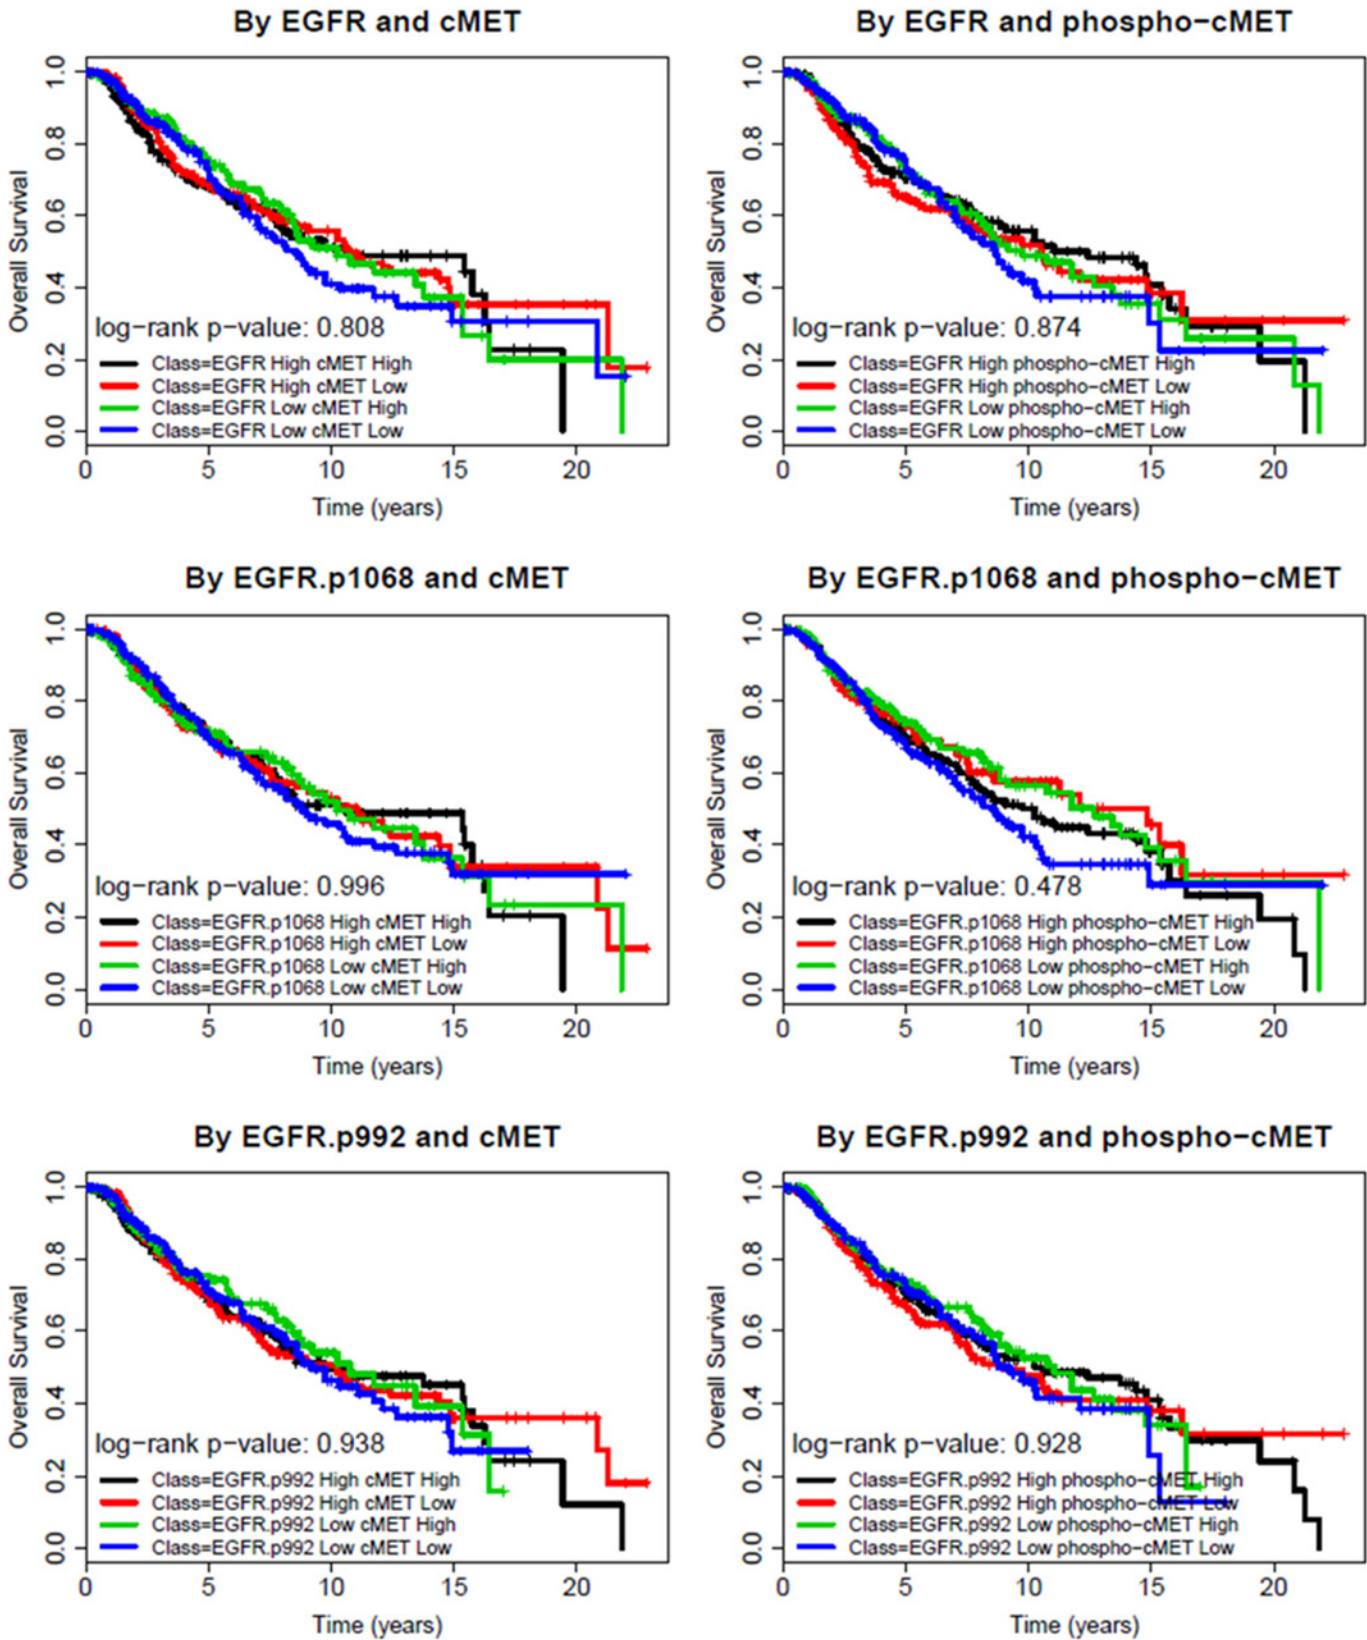 By EGFR and cMET
1.0
0.8
0.6
0.4
0.2
0.0
Overall Survival
log-rank p-value: 0.808
Class=EGFR High cMET High
Class=EGFR High cMET Low
Class=EGFR Low cMET High
Class=EGFR Low cMET Low
0 5 10 15 20
Time (years)
By EGFR and phospho-cMET
1.0
0.8
0.6
0.4
0.2
0.0
Overall Survival
log-rank p-value: 0.874
Class=EGFR High phospho-cMET High
Class=EGFR High phospho-cMET Low
Class=EGFR Low phospho-cMET High
Class=EGFR Low phospho-cMET Low
0 5 10 15 20
Time (years)
By EGFR.p1068 and cMET
1.0
0.8
0.6
0.4
0.2
0.0
Overall Survival
log-rank p-value: 0.996
Class=EGFR.p1068 High cMET High
Class=EGFR.p1068 High cMET Low
Class=EGFR.p1068 Low cMET High
Class=EGFR.p1068 Low cMET Low
0 5 10 15 20
Time (years)
By EGFR.p1068 and phospho-cMET
1.0
0.8
0.6
0.4
0.2
0.0
Overall Survival
log-rank p-value: 0.478
Class=EGFR.p1068 High phospho-cMET High
Class=EGFR.p1068 High phospho-cMET Low
Class=EGFR.p1068 Low phospho-cMET High
Class=EGFR.p1068 Low phospho-cMET Low
0 5 10 15 20
Time (years)
By EGFR.p992 and cMET
1.0
0.8
0.6
0.4
0.2
0.0
Overall Survival
log-rank p-value: 0.938
Class=EGFR.p992 High cMET High
Class=EGFR.p992 High cMET Low
Class=EGFR.p992 Low cMET High
Class=EGFR.p992 Low cMET Low
0 5 10 15 20
Time (years)
By EGFR.p992 and phospho-cMET
1.0
0.8
0.6
0.4
0.2
0.0
Overall Survival
log-rank p-value: 0.928
Class=EGFR.p992 High phospho-cMET High
Class=EGFR.p992 High phospho-cMET Low
Class=EGFR.p992 Low phospho-cMET High
Class=EGFR.p992 Low phospho-cMET Low
0 5 10 15 20
Time (years)